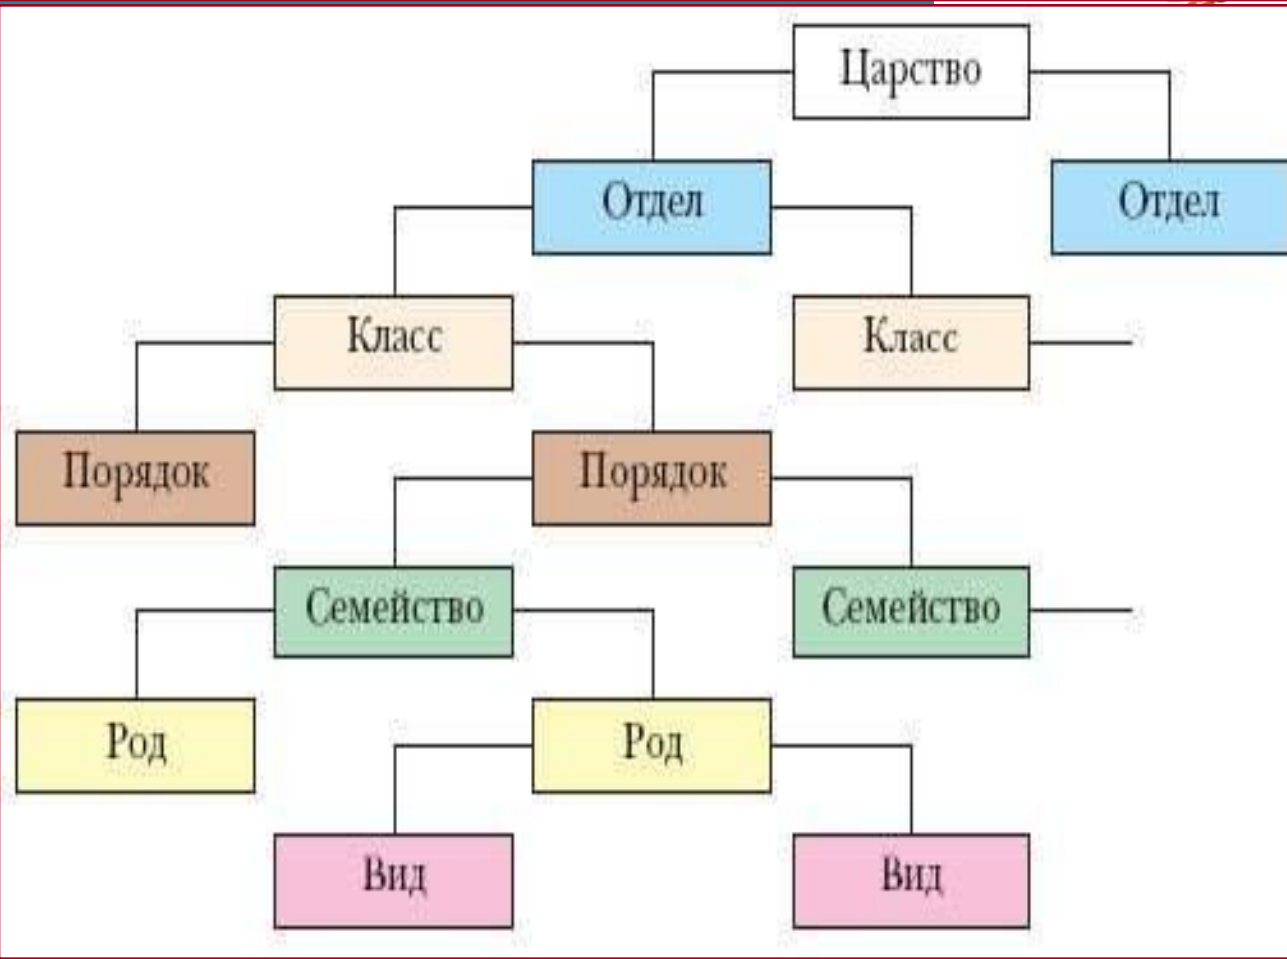 Царство
Отдел
Отдел
Класс
Класс
Порядок
Порядок
Семейство
Семейство
Род
Род
Вид
Вид